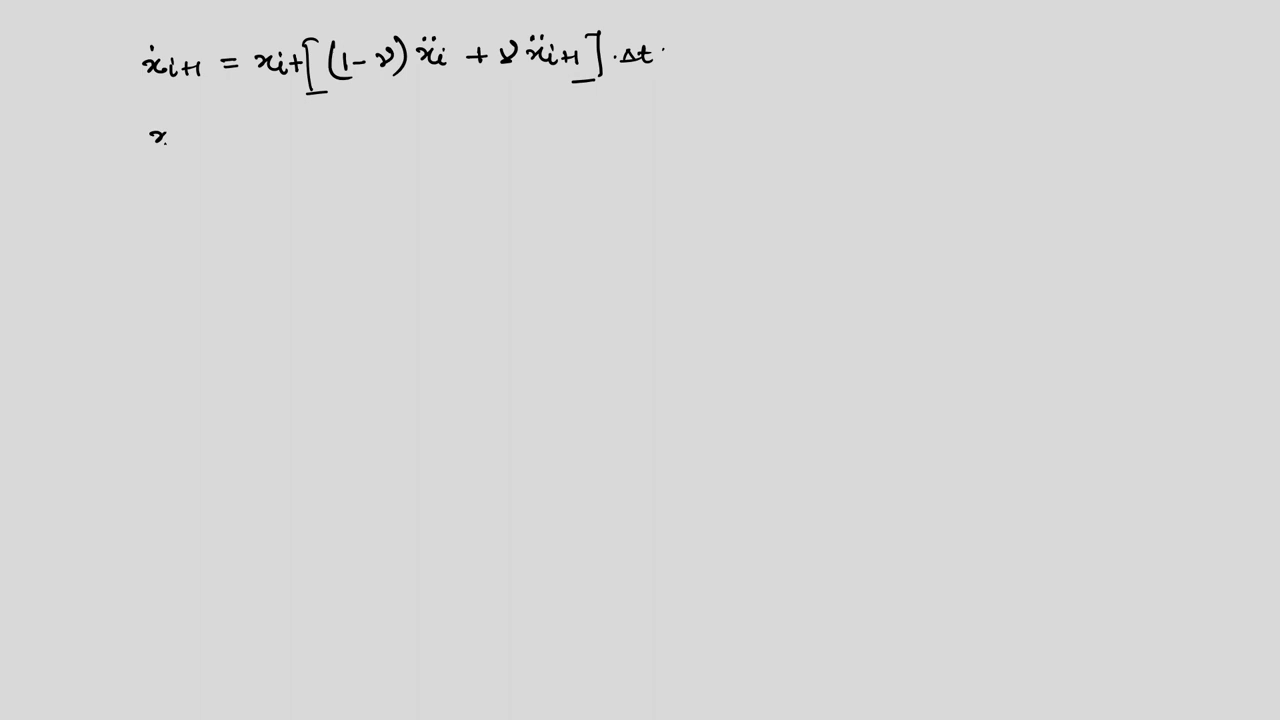 ẋᵢ₊₁ = xᵢ + [(1-ν) ẍᵢ + ν ẍᵢ₊₁] ·Δt
x